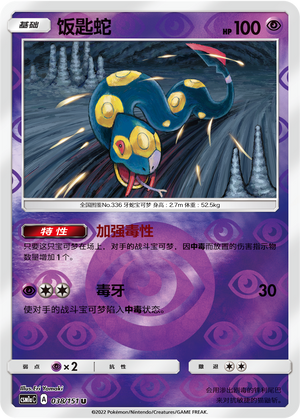 基础
饭匙蛇
HP 100
全国图鉴No.336 牙蛇宝可梦 身高：2.7m 体重：52.5kg
特性
加强毒性
只要这只宝可梦在场上，对手的战斗宝可梦，因中毒而放置的伤害指示物
数量增加1个。
毒牙
30
使对手的战斗宝可梦陷入中毒状态。
Illus. Eri Yamaki
弱点 ×2 抗性 撤退
csm1aC A 038/151 U
©2022 Pokémon/Nintendo/Creatures/GAME FREAK.